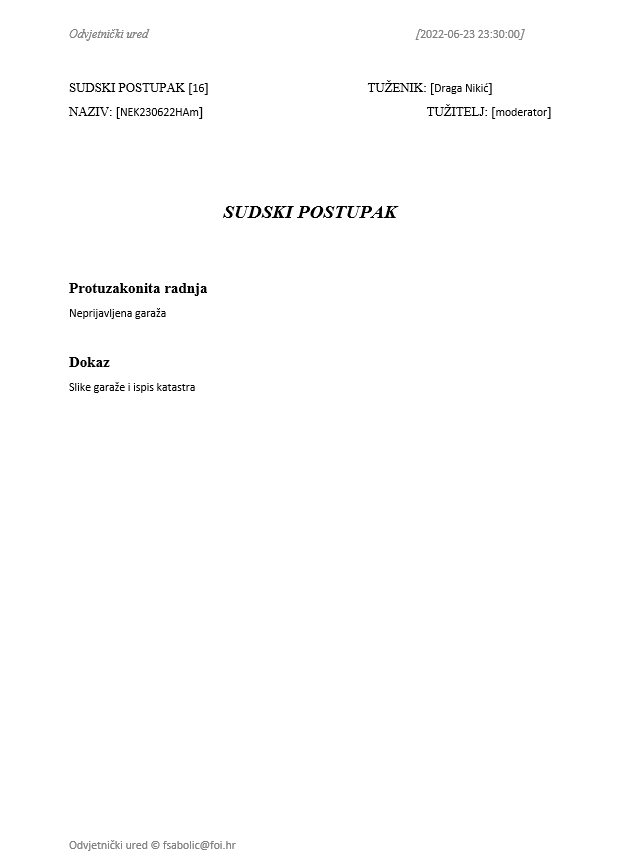 Odvjetnički ured [2022-06-23 23:30:00]
SUDSKI POSTUPAK [16] TUŽENIK: [Draga Nikić]
NAZIV: [NEK230622HAm] TUŽITELJ: [moderator]
SUDSKI POSTUPAK
Protuzakonita radnja
Neprijavljena garaža
Dokaz
Slike garaže i ispis katastra
Odvjetnički ured © fsabolic@foi.hr